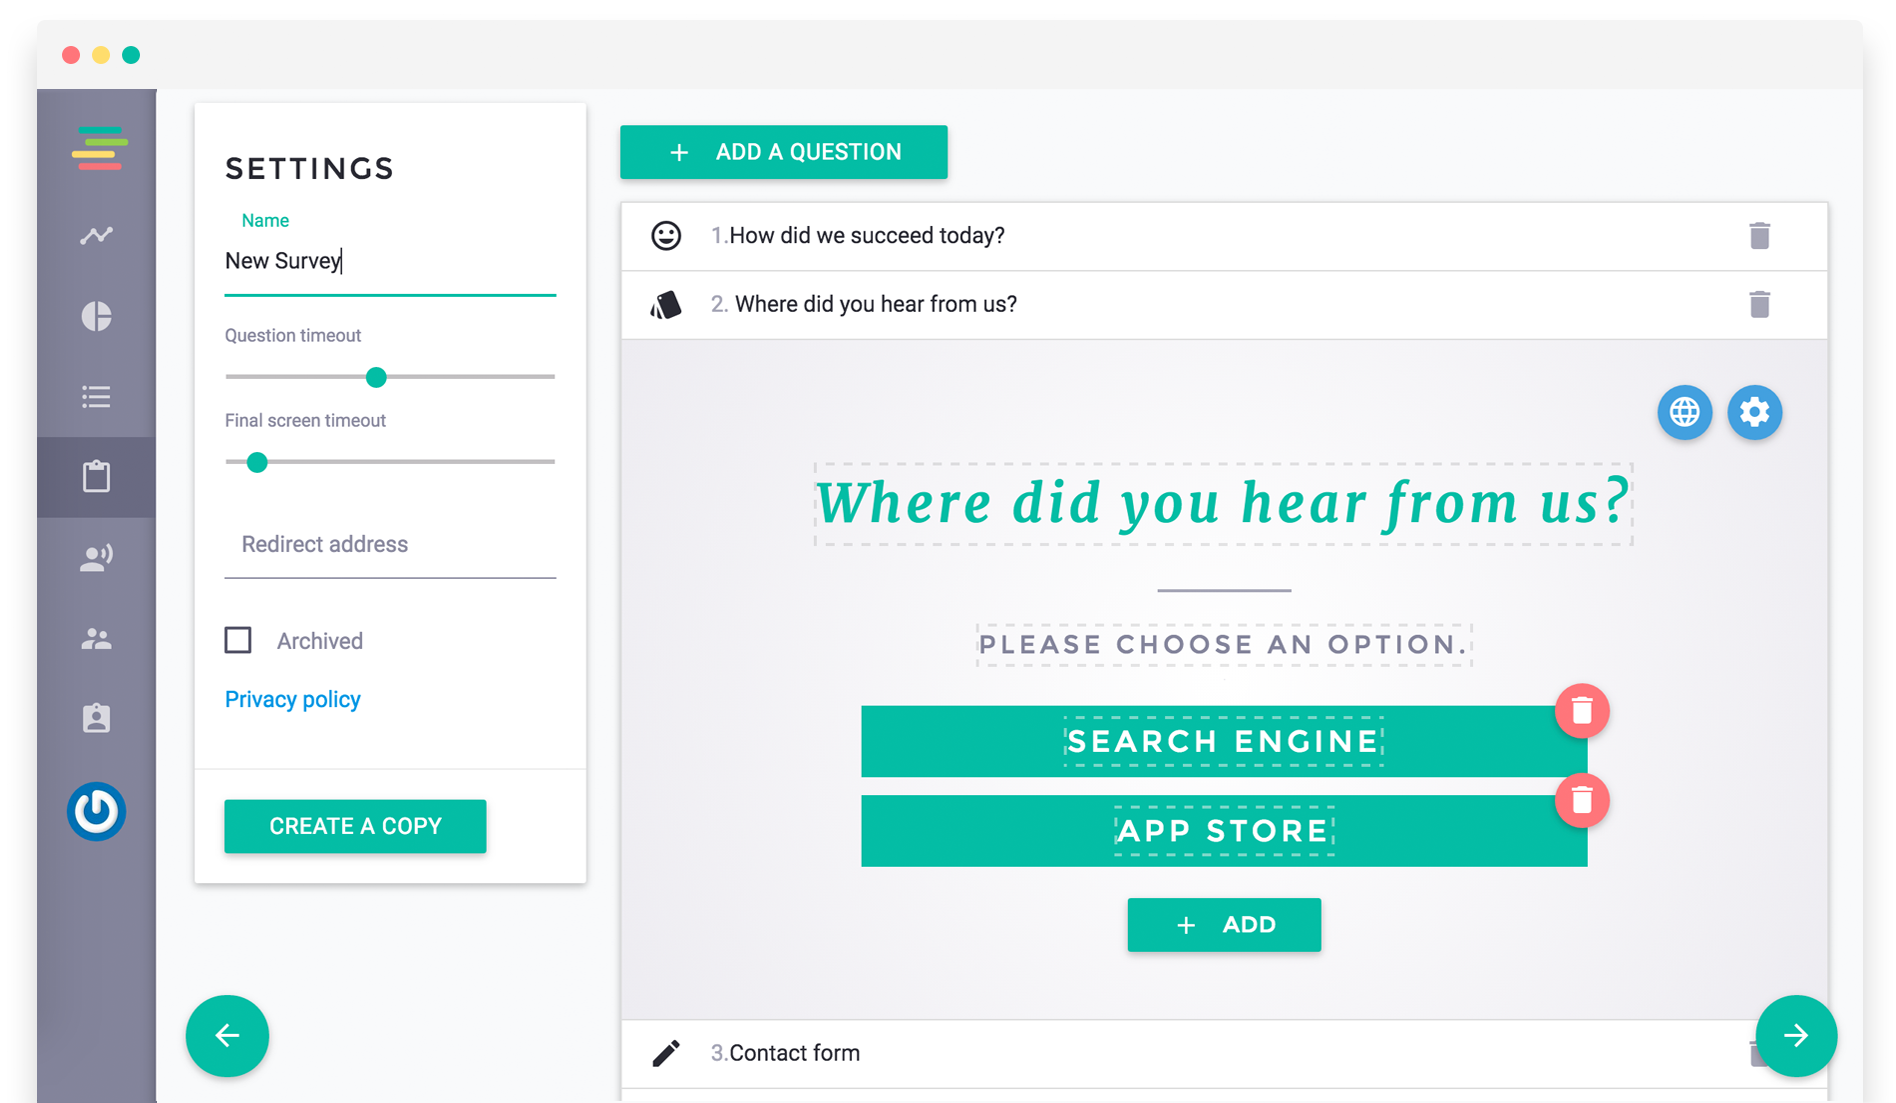 SETTINGS
Name
New Survey
Question timeout
Final screen timeout
Redirect address
Archived
Privacy policy
CREATE A COPY
+ ADD A QUESTION
1.How did we succeed today?
2. Where did you hear from us?
Where did you hear from us?
PLEASE CHOOSE AN OPTION.
SEARCH ENGINE
APP STORE
+ ADD
3.Contact form